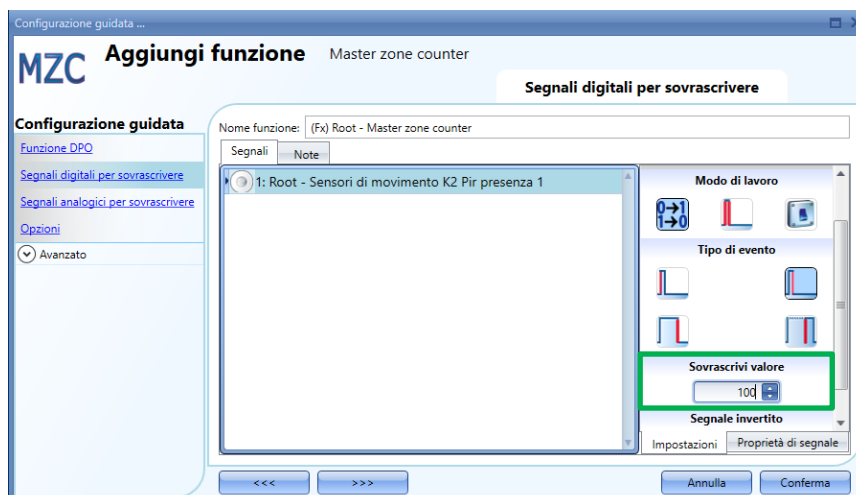 Configurazione guidata ...
MZC Aggiungi funzione Master zone counter
Segnali digitali per sovrascrivere
Configurazione guidata
Funzione DPO
Segnali digitali per sovrascrivere
Segnali analogici per sovrascrivere
Opzioni
Avanzato
Nome funzione: (Fx) Root - Master zone counter
Segnali Note
1: Root - Sensori di movimento K2 Pir presenza 1
Modo di lavoro
0→1
1→0
Tipo di evento
Sovrascrivi valore
100
Segnale invertito
Impostazioni Proprietà di segnale
<<< >>> Annulla Conferma